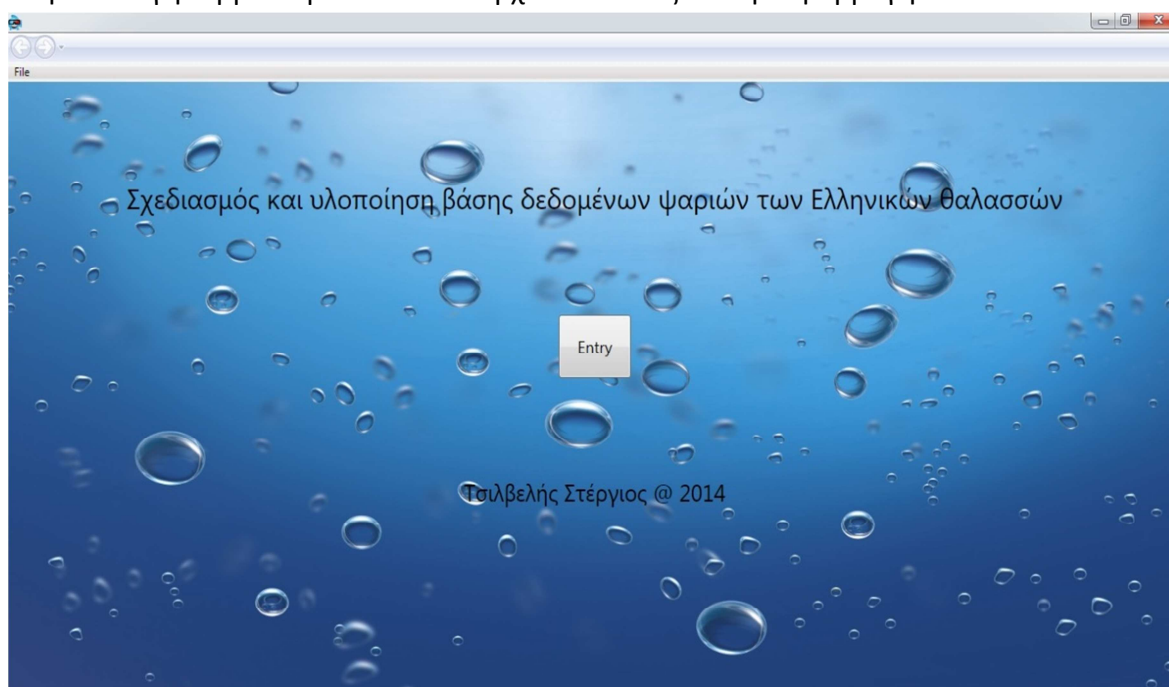 File
Σχεδιασμός και υλοποίηση βάσης δεδομένων ψαριών των Ελληνικών θαλασσών
Entry
Τσιλβελής Στέργιος @ 2014